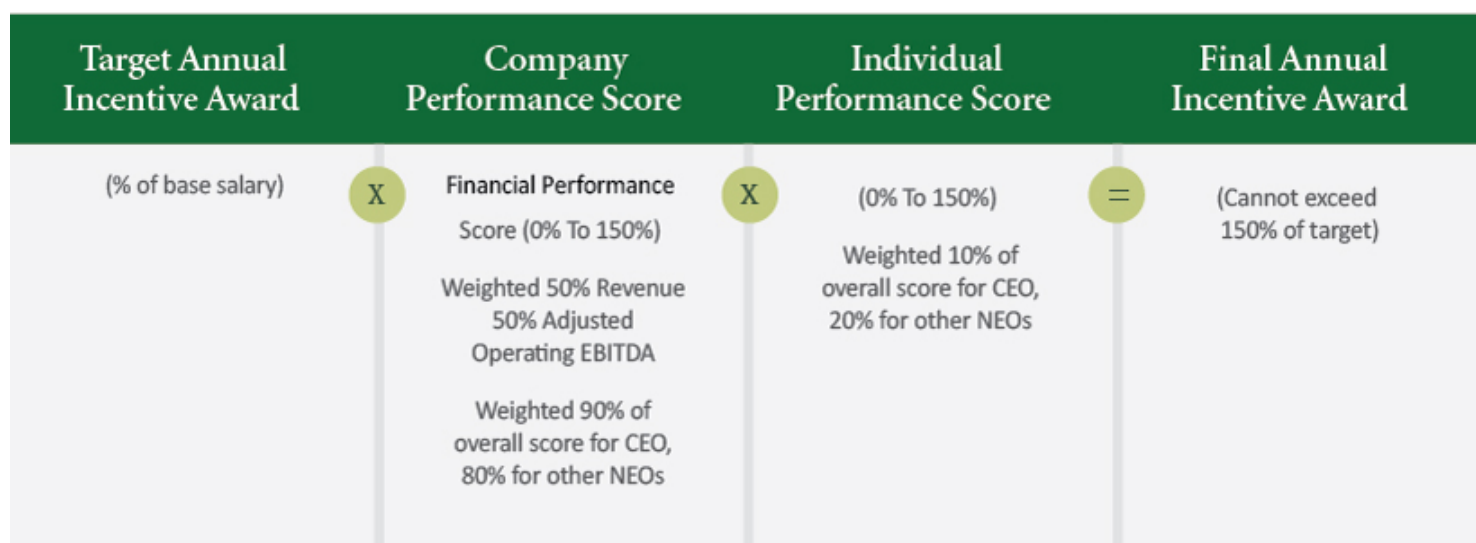 Target Annual
Incentive Award
Company
Performance Score
Individual
Performance Score
Final Annual
Incentive Award
(% of base salary)
X
Financial Performance
Score (0% To 150%)
Weighted 50% Revenue
50% Adjusted
Operating EBITDA
Weighted 90% of
overall score for CEO,
80% for other NEOs
X
(0% To 150%)
Weighted 10% of
overall score for CEO,
20% for other NEOs
=
(Cannot exceed
150% of target)